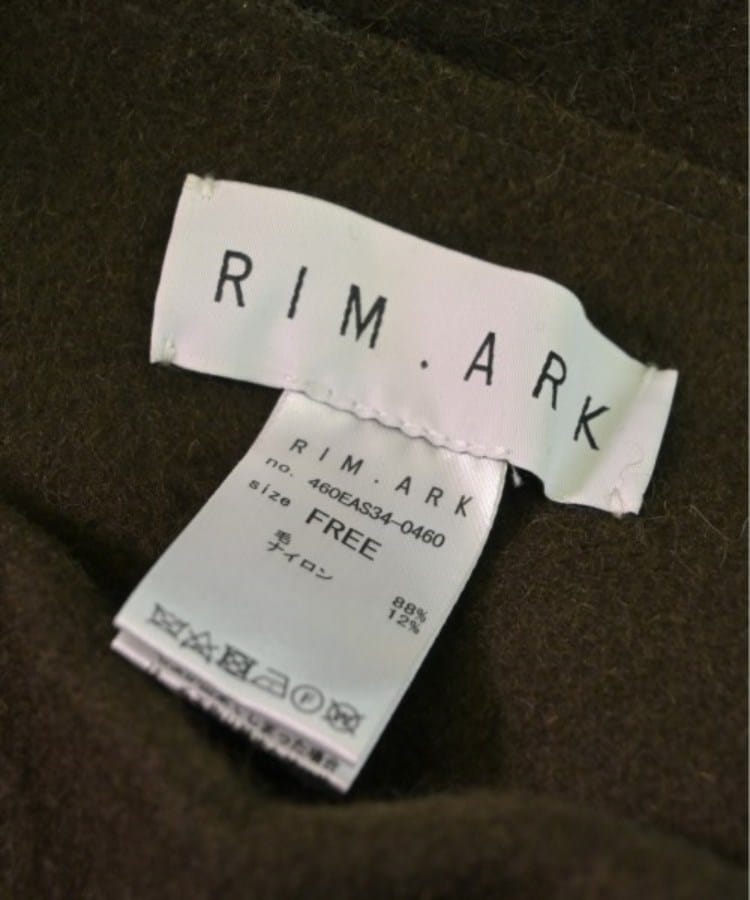 RIM.ARK
RIM.ARK
no. 460EAS34-0460
size FREE
毛 88%
ナイロン 12%
F